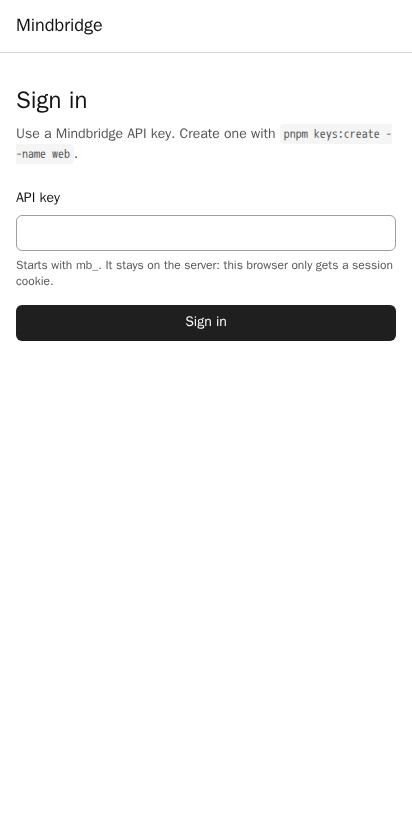 Mindbridge
Sign in
Use a Mindbridge API key. Create one with pnpm keys:create -
-name web.
API key
Starts with mb_. It stays on the server: this browser only gets a session
cookie.
Sign in